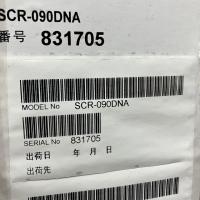 SCR-090DNA
番号 831705
MODEL No SCR-090DNA
SERIAL No 831705
出荷日 年 月 日
出荷先